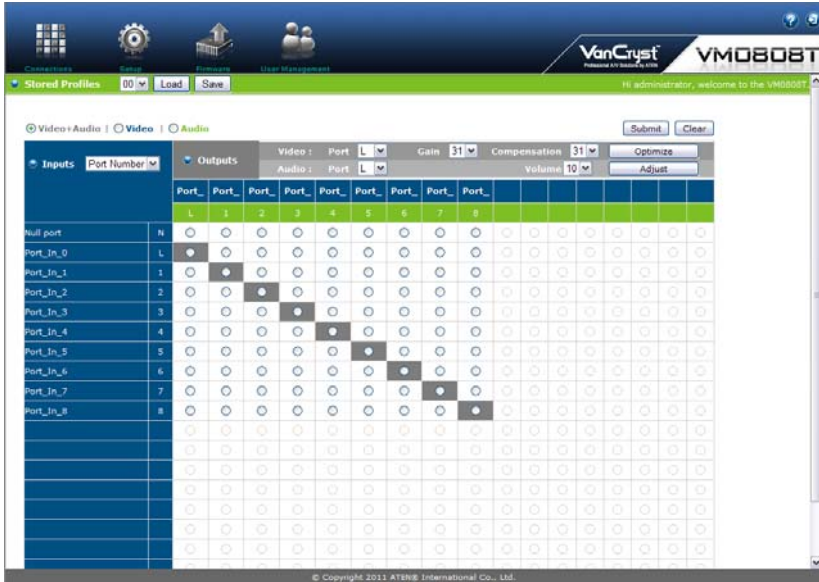 VanCryst
Professional A/V Solutions by ATEN
VM0808T
Connections Setup Firmware User Management
Stored Profiles 00 Load Save Hi administrator, welcome to the VM0808T.
Video+Audio | Video | Audio Submit Clear
Inputs Port Number Outputs Video : Port L Gain 31 Compensation 31 Optimize
Audio : Port L Volume 10 Adjust
Port_ Port_ Port_ Port_ Port_ Port_ Port_ Port_ Port_
L 1 2 3 4 5 6 7 8
Null port N
Port_In_0 L
Port_In_1 1
Port_In_2 2
Port_In_3 3
Port_In_4 4
Port_In_5 5
Port_In_6 6
Port_In_7 7
Port_In_8 8
© Copyright 2011 ATEN® International Co., Ltd.